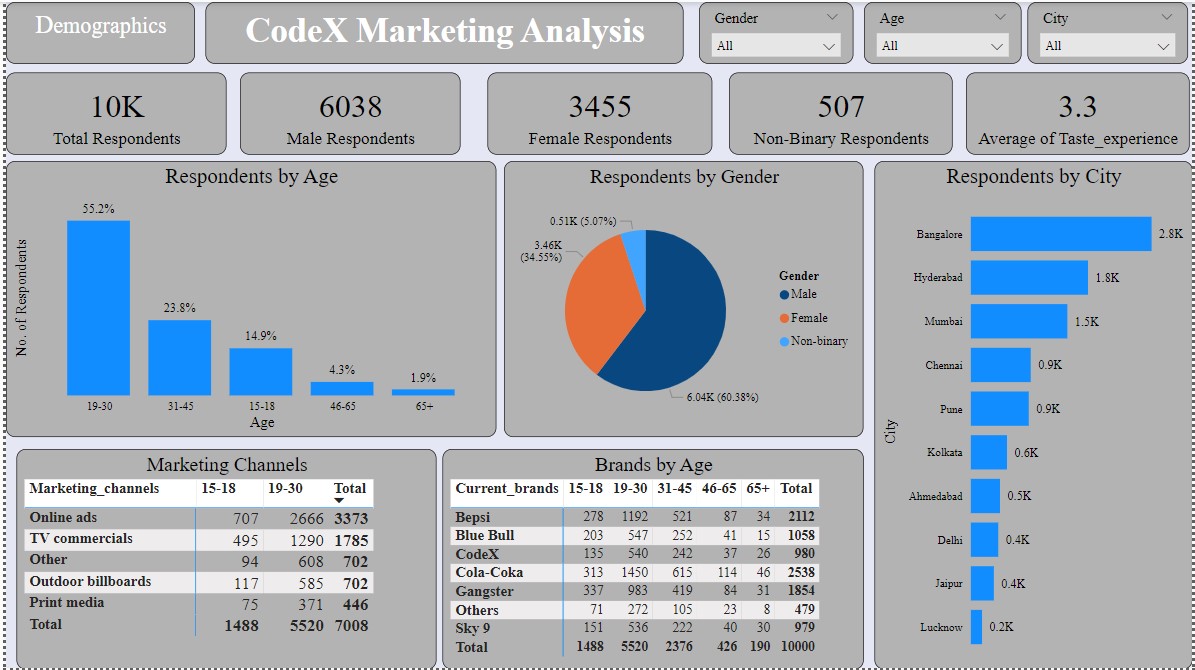 Demographics
CodeX Marketing Analysis
Gender
All
Age
All
City
All
10K
Total Respondents
6038
Male Respondents
3455
Female Respondents
507
Non-Binary Respondents
3.3
Average of Taste_experience
Respondents by Age
No. of Respondents
55.2%
23.8%
14.9%
4.3%
1.9%
19-30 31-45 15-18 46-65 65+
Age
Respondents by Gender
0.51K (5.07%)
3.46K
(34.55%)
6.04K (60.38%)
Gender
Male
Female
Non-binary
Respondents by City
City
Bangalore 2.8K
Hyderabad 1.8K
Mumbai 1.5K
Chennai 0.9K
Pune 0.9K
Kolkata 0.6K
Ahmedabad 0.5K
Delhi 0.4K
Jaipur 0.4K
Lucknow 0.2K
Marketing Channels
Marketing_channels 15-18 19-30 Total
Online ads 707 2666 3373
TV commercials 495 1290 1785
Other 94 608 702
Outdoor billboards 117 585 702
Print media 75 371 446
Total 1488 5520 7008
Brands by Age
Current_brands 15-18 19-30 31-45 46-65 65+ Total
Bepsi 278 1192 521 87 34 2112
Blue Bull 203 547 252 41 15 1058
CodeX 135 540 242 37 26 980
Cola-Coka 313 1450 615 114 46 2538
Gangster 337 983 419 84 31 1854
Others 71 272 105 23 8 479
Sky 9 151 536 222 40 30 979
Total 1488 5520 2376 426 190 10000